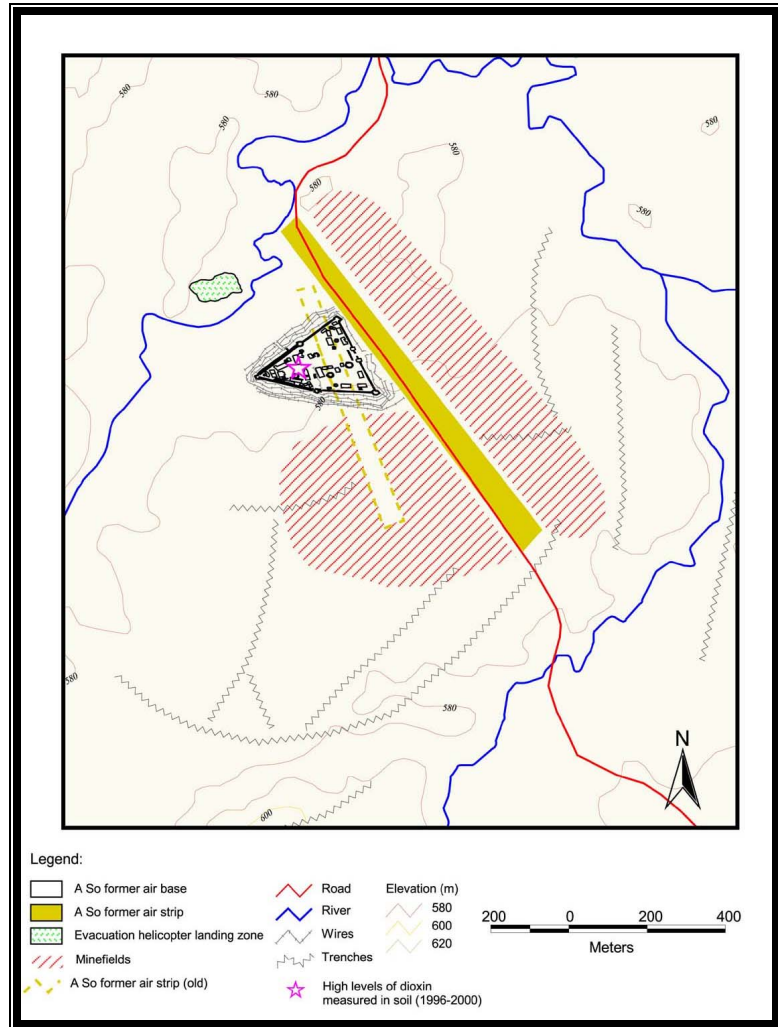 580
580
580
580
580
580
580
580
580
580
600
N
Legend:
A So former air base
A So former air strip
Evacuation helicopter landing zone
Minefields
A So former air strip (old)
Road
River
Wires
Trenches
High levels of dioxin
measured in soil (1996-2000)
Elevation (m)
580
600
620
200 0 200 400
Meters